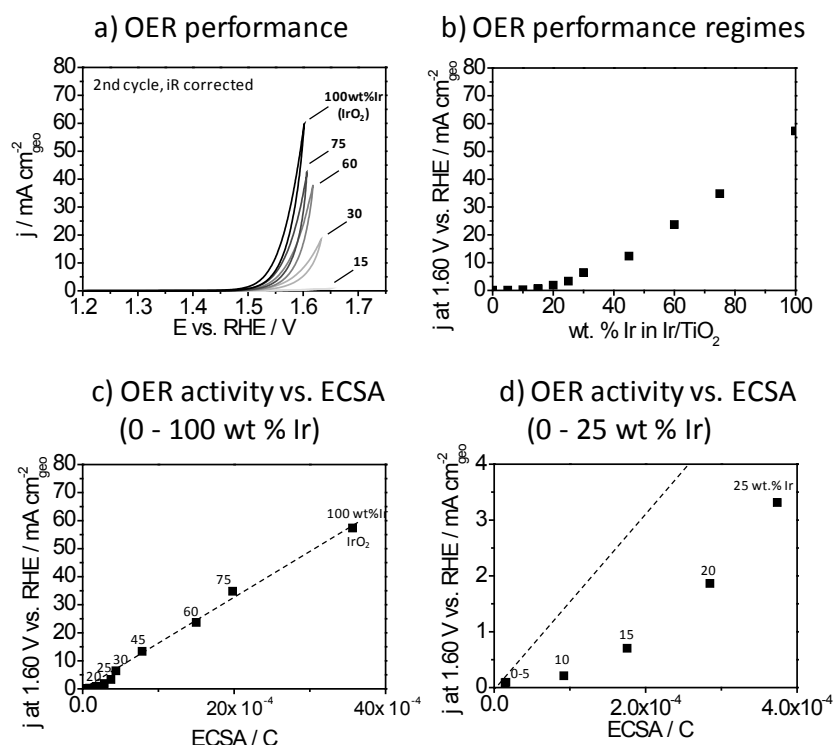 a) OER performance
2nd cycle, iR corrected
100wt%Ir
(IrO2)
75
60
30
15
80
70
60
50
40
30
20
10
0
j / mA cm-2geo
1.2 1.3 1.4 1.5 1.6 1.7
E vs. RHE / V
b) OER performance regimes
80
70
60
50
40
30
20
10
0
j at 1.60 V vs. RHE / mA cm-2geo
0 20 40 60 80 100
wt. % Ir in Ir/TiO2
c) OER activity vs. ECSA
(0 - 100 wt % Ir)
80
70
60
50
40
30
20
10
0
j at 1.60 V vs. RHE / mA cm-2geo
100 wt%Ir
IrO2
75
60
45
30
25
20
0.0 20x10-4 40x10-4
ECSA / C
d) OER activity vs. ECSA
(0 - 25 wt % Ir)
4
3
2
1
0
j at 1.60 V vs. RHE / mA cm-2geo
25 wt.% Ir
20
15
10
0-5
0.0 2.0x10-4 4.0x10-4
ECSA / C